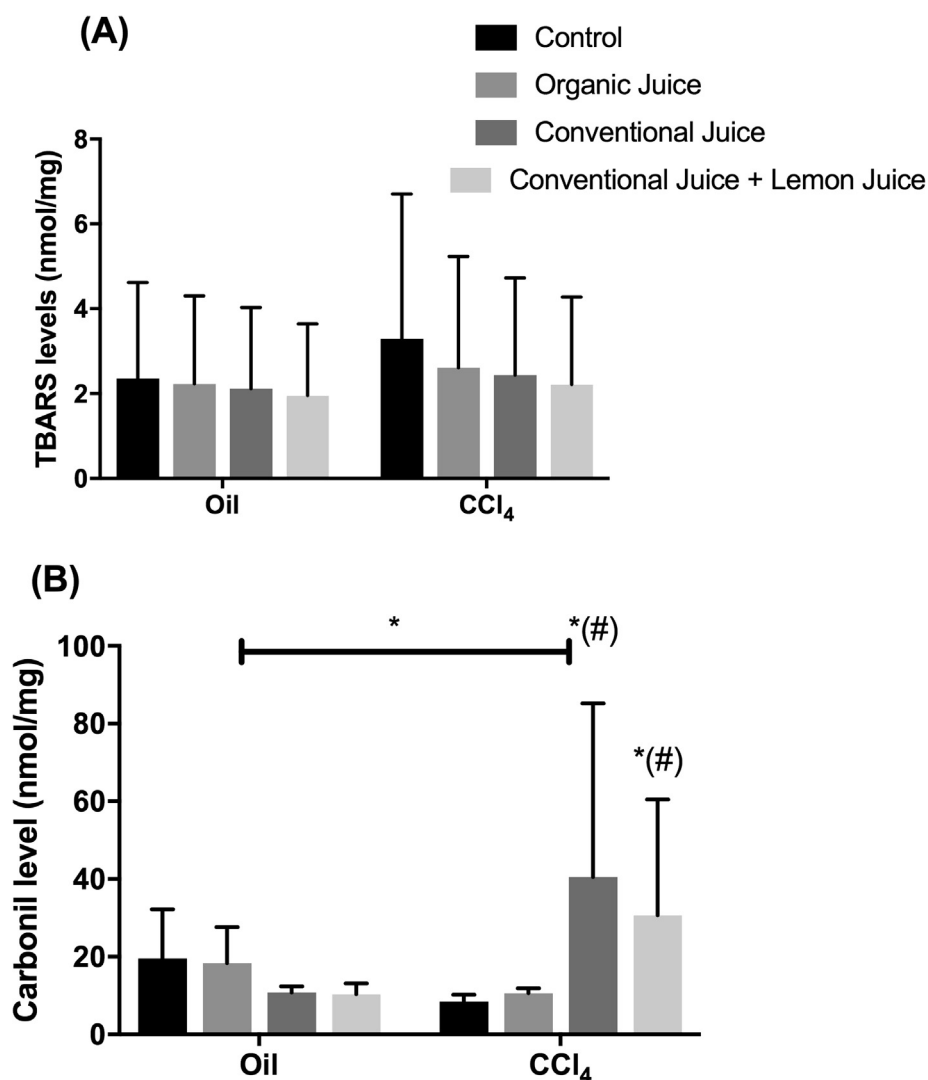 (A)
Control
Organic Juice
Conventional Juice
Conventional Juice + Lemon Juice
TBARS levels (nmol/mg)
8
6
4
2
0
Oil
CCl₄
(B)
Carbonil level (nmol/mg)
100
80
60
40
20
0
*
*(#)
*(#)
Oil
CCl₄